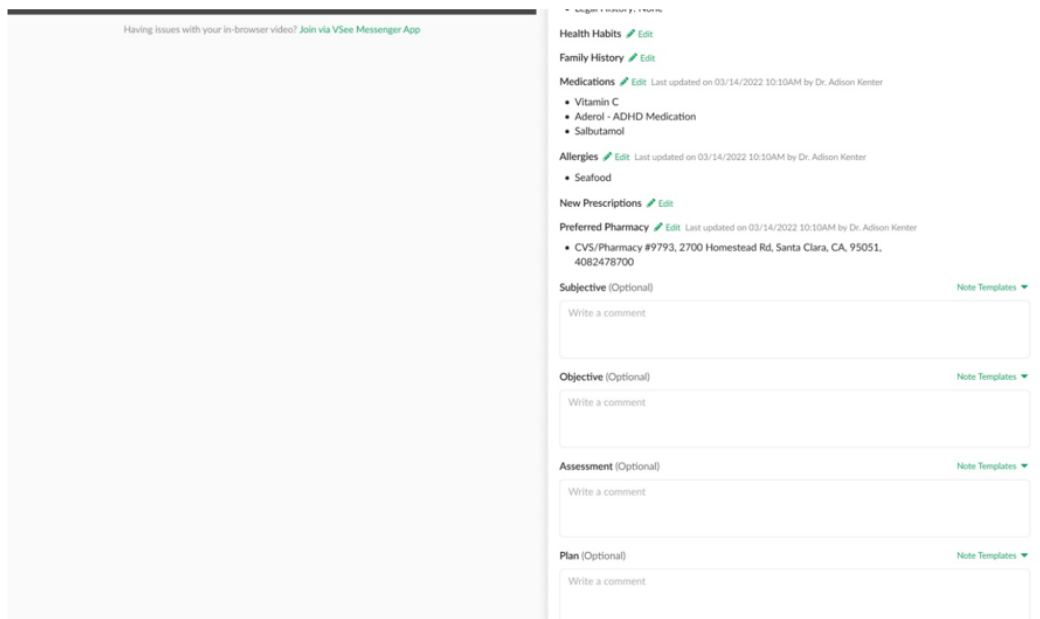 Having issues with your in-browser video? Join via VSee Messenger App
• Legal History: None
Health Habits Edit
Family History Edit
Medications Edit Last updated on 03/14/2022 10:10AM by Dr. Adison Kenter
• Vitamin C
• Aderol - ADHD Medication
• Salbutamol
Allergies Edit Last updated on 03/14/2022 10:10AM by Dr. Adison Kenter
• Seafood
New Prescriptions Edit
Preferred Pharmacy Edit Last updated on 03/14/2022 10:10AM by Dr. Adison Kenter
• CVS/Pharmacy #9793, 2700 Homestead Rd, Santa Clara, CA, 95051,
4082478700
Subjective (Optional) Note Templates
Write a comment
Objective (Optional) Note Templates
Write a comment
Assessment (Optional) Note Templates
Write a comment
Plan (Optional) Note Templates
Write a comment